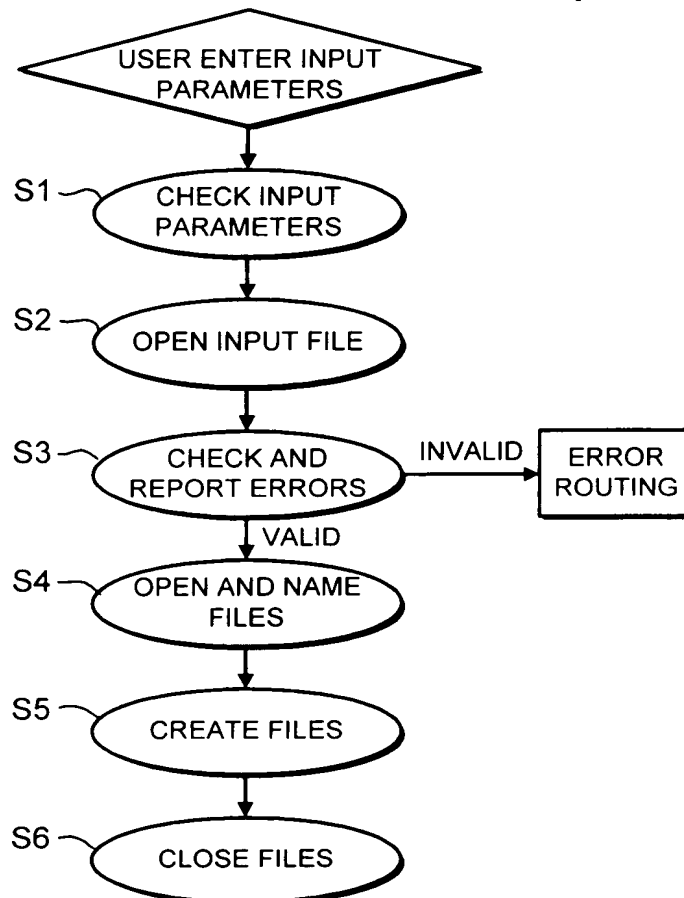 USER ENTER INPUT
PARAMETERS
S1
CHECK INPUT
PARAMETERS
S2
OPEN INPUT FILE
S3
CHECK AND
REPORT ERRORS
INVALID
ERROR
ROUTING
VALID
S4
OPEN AND NAME
FILES
S5
CREATE FILES
S6
CLOSE FILES